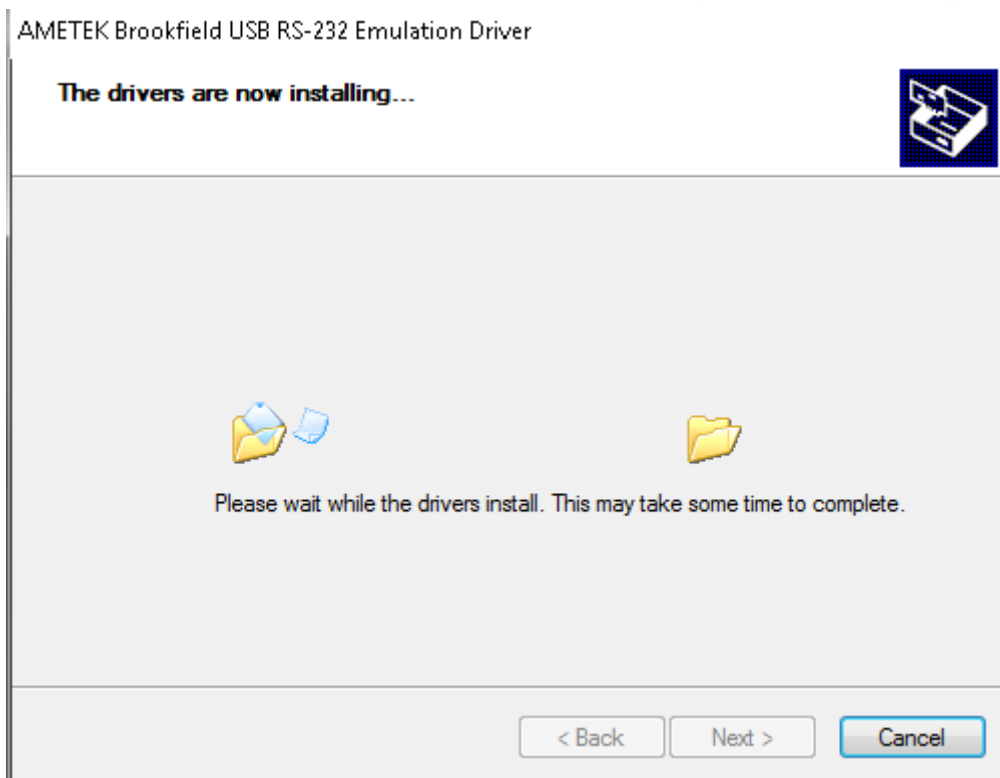 AMETEK Brookfield USB RS-232 Emulation Driver
The drivers are now installing...
Please wait while the drivers install. This may take some time to complete.
< Back
Next >
Cancel